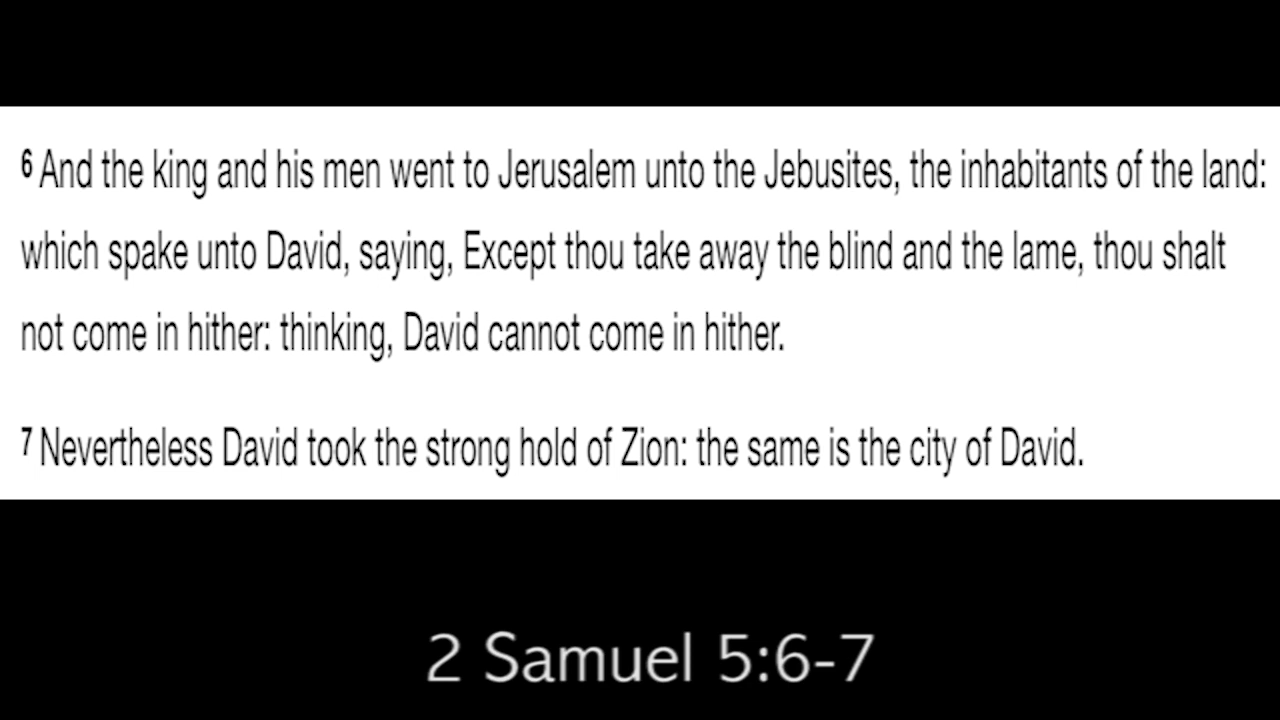 6 And the king and his men went to Jerusalem unto the Jebusites, the inhabitants of the land:
which spake unto David, saying, Except thou take away the blind and the lame, thou shalt
not come in hither: thinking, David cannot come in hither.
7 Nevertheless David took the strong hold of Zion: the same is the city of David.
2 Samuel 5:6-7